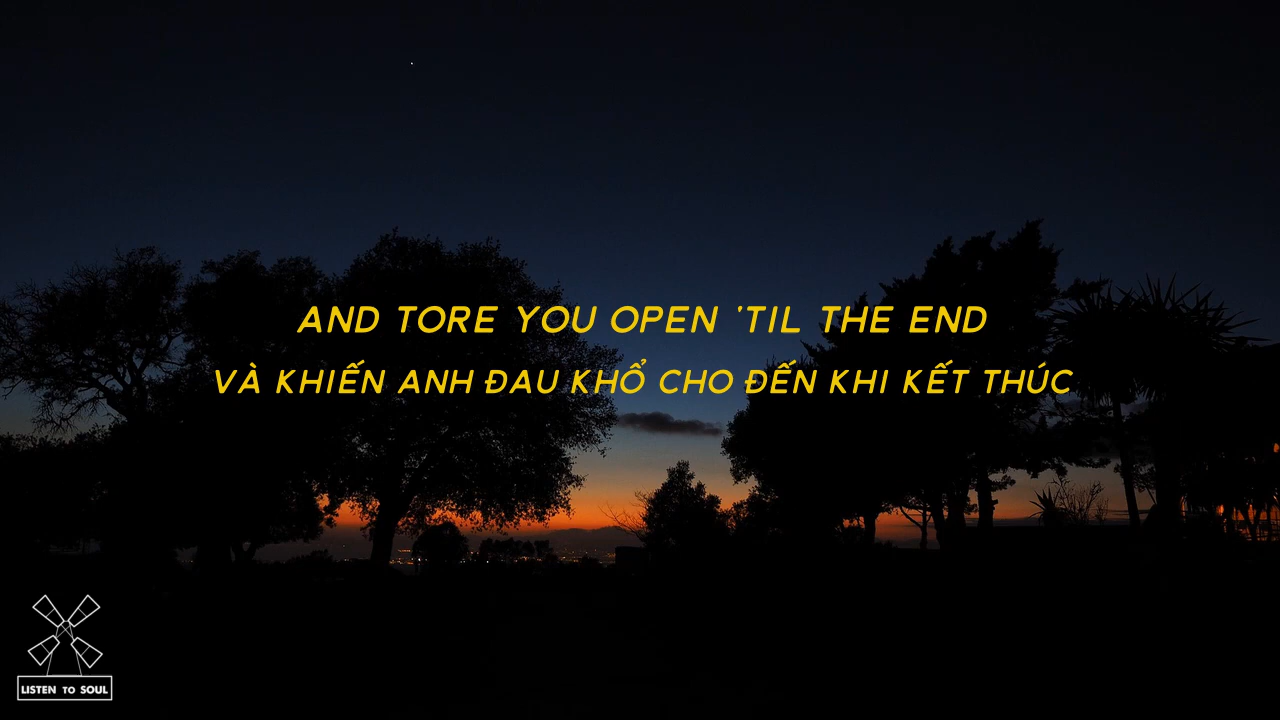 AND TORE YOU OPEN 'TIL THE END
VÀ KHIẾN ANH ĐAU KHỔ CHO ĐẾN KHI KẾT THÚC
LISTEN TO SOUL